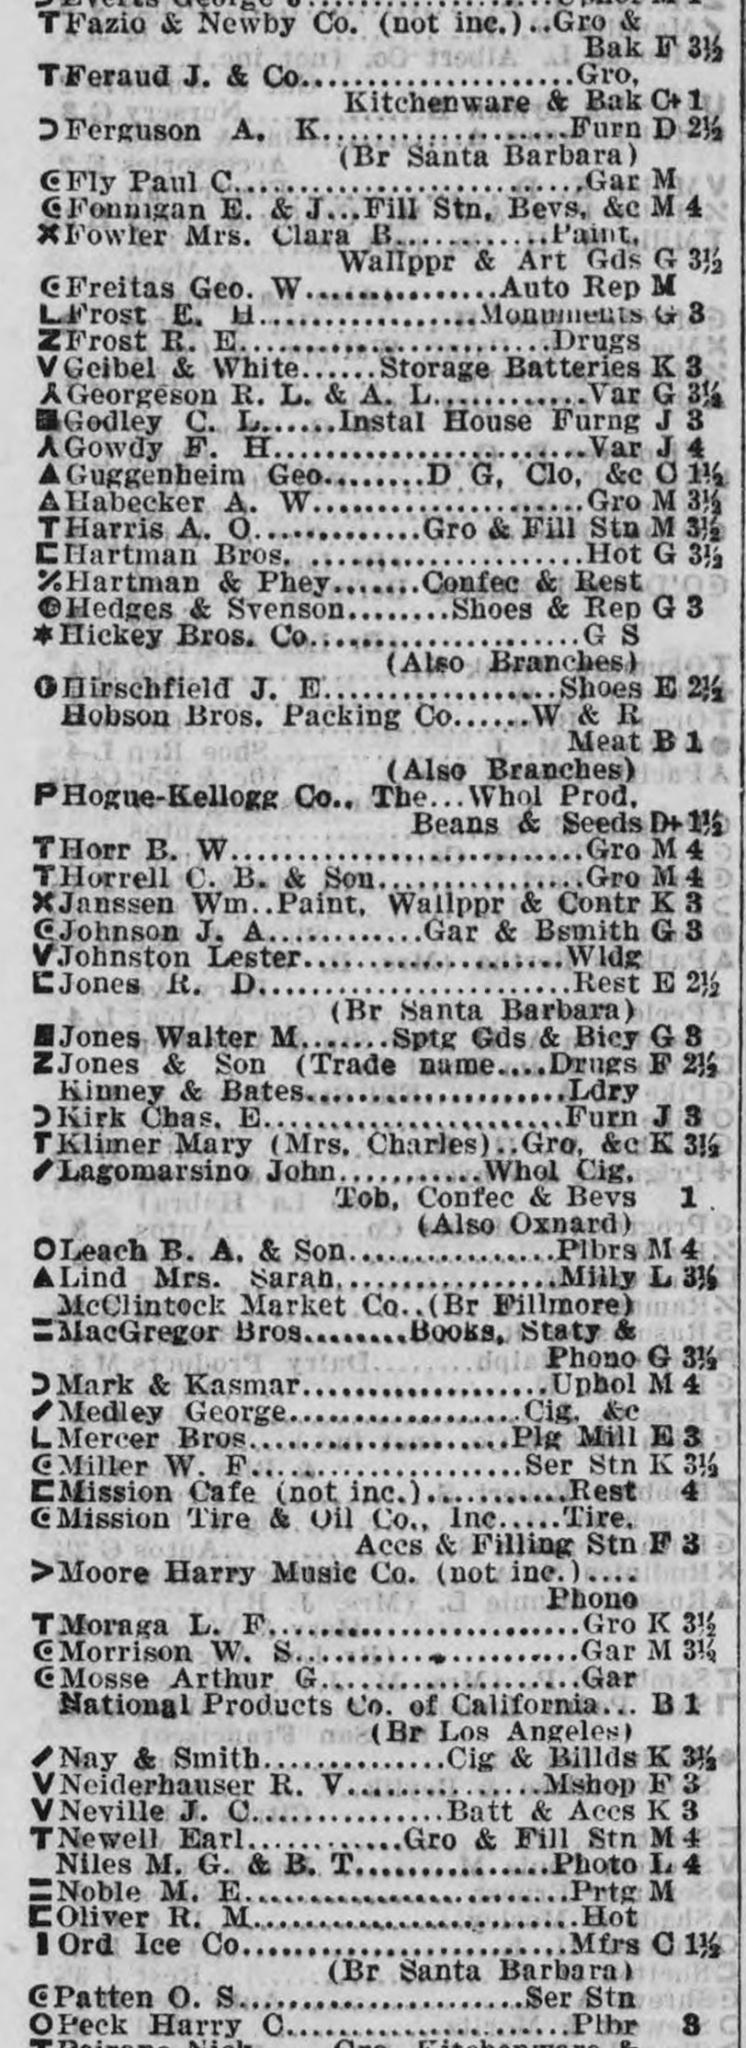 T Fazio & Newby Co. (not inc.)..Gro &
Bak F 3½
T Feraud J. & Co......................Gro,
Kitchenware & Bak C+ 1
Ferguson A. K....................Furn D 2½
(Br Santa Barbara)
Fly Paul C............................Gar M
Fonnigan E. & J...Fill Stn, Bevs, &c M 4
Fowler Mrs. Clara B............Paint,
Wallppr & Art Gds G 3½
Freitas Geo. W................Auto Rep M
L Frost E. H..................Monuments G 3
Z Frost R. E.........................Drugs
V Geibel & White......Storage Batteries K 3
Georgeson R. L. & A. L............Var G 3½
Godley C. L......Instal House Furng J 3
Gowdy F. H.........................Var J 4
▲ Guggenheim Geo........D G, Clo, &c C 1½
Habecker A. W.....................Gro M 3½
T Harris A. O.............Gro & Fill Stn M 3½
Hartman Bros. .....................Hot G 3½
% Hartman & Phey.......Confec & Rest
Hedges & Svenson........Shoes & Rep G 3
* Hickey Bros. Co......................G S
(Also Branches)
Hirschfield J. E..................Shoes E 2½
Hobson Bros. Packing Co......W & R
Meat B 1
(Also Branches)
P Hogue-Kellogg Co., The...Whol Prod,
Beans & Seeds D+ 1½
T Horr B. W...........................Gro M 4
T Horrell C. B. & Son................Gro M 4
Janssen Wm..Paint, Wallppr & Contr K 3
Johnson J. A............Gar & Bsmith G 3
V Johnston Lester....................Wldg
Jones R. D........................Rest E 2½
(Br Santa Barbara)
■ Jones Walter M.......Sptg Gds & Bicy G 3
Z Jones & Son (Trade name....Drugs F 2½
Kinney & Bates....................Ldry
Kirk Chas. E.......................Furn J 3
T Klimer Mary (Mrs. Charles)..Gro, &c K 3½
Lagomarsino John...........Whol Cig,
Tob, Confec & Bevs 1
(Also Oxnard)
O Leach B. A. & Son................Plbrs M 4
▲ Lind Mrs. Sarah.................Milly L 3½
McClintock Market Co..(Br Fillmore)
= MacGregor Bros........Books, Staty &
Phono G 3½
Mark & Kasmar...................Uphol M 4
Medley George....................Cig, &c
L Mercer Bros.....................Plg Mill E 3
Miller W. F.....................Ser Stn K 3½
Mission Cafe (not inc.)...........Rest 4
Mission Tire & Oil Co., Inc.....Tire,
Accs & Filling Stn F 3
> Moore Harry Music Co. (not inc.)....
Phono
T Moraga L. F.........................Gro K 3½
Morrison W. S......................Gar M 3½
Mosse Arthur G....................Gar
National Products Co. of California... B 1
(Br Los Angeles)
Nay & Smith..............Cig & Billds K 3½
V Neiderhauser R. V...............Mshop F 3
V Neville J. C...............Batt & Accs K 3
T Newell Earl............Gro & Fill Stn M 4
Niles M. G. & B. T...............Photo L 4
= Noble M. E.........................Prtg M
Oliver R. M.........................Hot
Ord Ice Co........................Mfrs C 1½
(Br Santa Barbara)
Patten O. S.....................Ser Stn
O Peck Harry C.....................Plbr 3